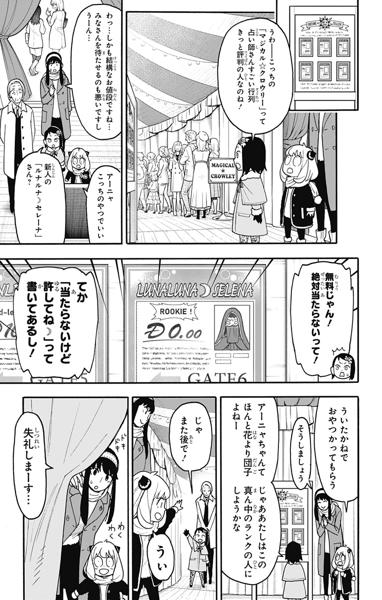 うわーこっちの
「マジカル☆クロウリー」って
占い師さんすごい行列
きっと評判の人なのね
MAGICAL
★
CROWLEY
わっ…しかも結構なお値段ですね…
みなさんを待たせるのも悪いですし
うーん…
アーニャ
こっちのやつでいい
新人の
「ルナルナ☽セレーナ」
さん…?
無料じゃん!
絶対当たらないって!
LUNALUNA☽SELENA
ROOKIE!
Đ0.00
GATE6
てか
「当たらないけど
許してね♪」って
書いてあるし!
ういたかねで
おやつかってもらう
そうしましょう
アーニャちゃんて
ほんと花より団子
よねー
じゃああたしはこの
真ん中のランクの人に
しようかな
じゃ
また後で
うぃ
わく
わく
失礼しまーす…